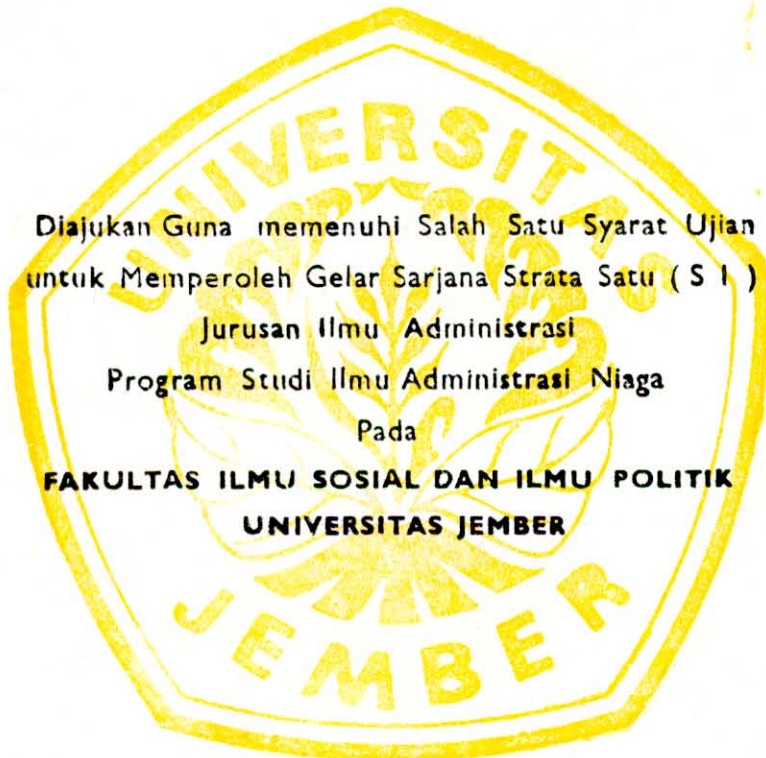 UNIVERSITAS
Diajukan Guna memenuhi Salah Satu Syarat Ujian
untuk Memperoleh Gelar Sarjana Strata Satu ( S I )
Jurusan Ilmu Administrasi
Program Studi Ilmu Administrasi Niaga
Pada
FAKULTAS ILMU SOSIAL DAN ILMU POLITIK
UNIVERSITAS JEMBER
JEMBER